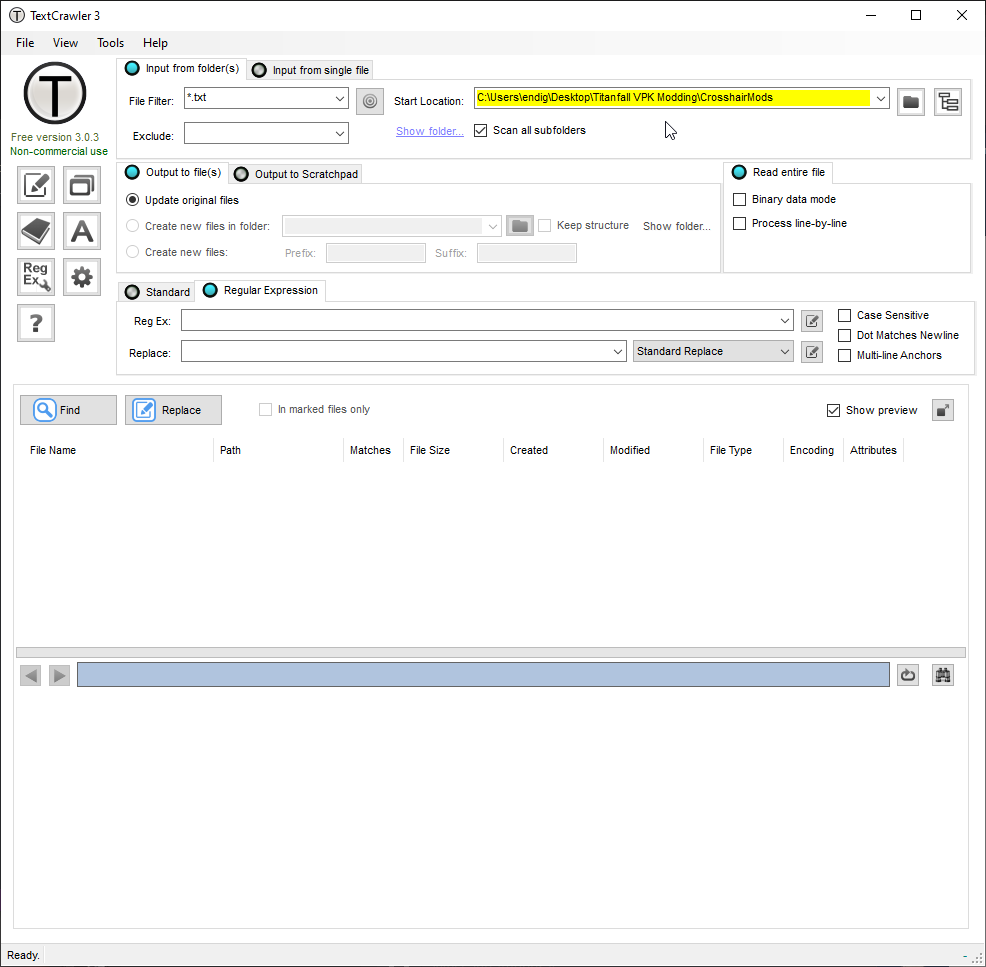 TextCrawler 3
File View Tools Help
T
Free version 3.0.3
Non-commercial use
A
Reg
Ex
?
Input from folder(s) Input from single file
File Filter: *.txt Start Location: C:\Users\endig\Desktop\Titanfall VPK Modding\CrosshairMods
Exclude: Show folder... Scan all subfolders
Output to file(s) Output to Scratchpad Read entire file
Update original files Binary data mode
Create new files in folder: Keep structure Show folder... Process line-by-line
Create new files: Prefix: Suffix:
Standard Regular Expression
Reg Ex: Case Sensitive
Dot Matches Newline
Replace: Standard Replace Multi-line Anchors
Find Replace In marked files only Show preview
File Name Path Matches File Size Created Modified File Type Encoding Attributes
Ready. -